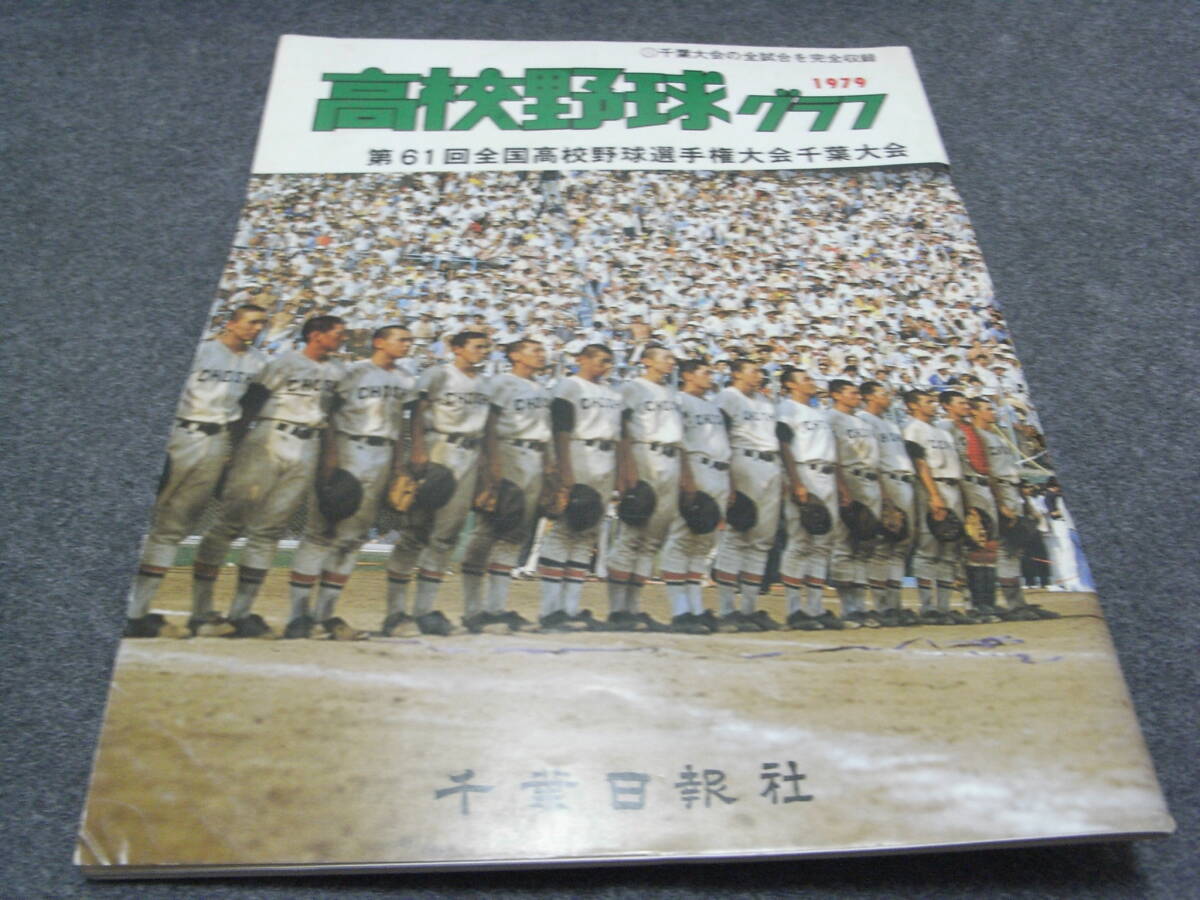 千葉大会の全試合を完全収録
1979
高校野球グラフ
第61回全国高校野球選手権大会千葉大会
千葉日報社